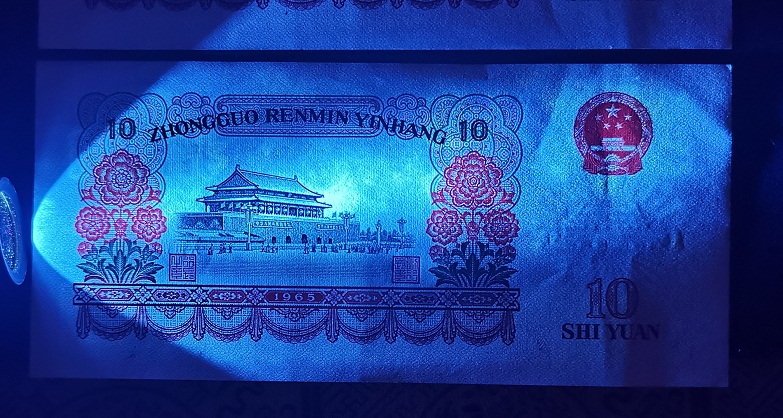 10 ZHONGGUO RENMIN YINHANG 10
1965
10
SHI YUAN